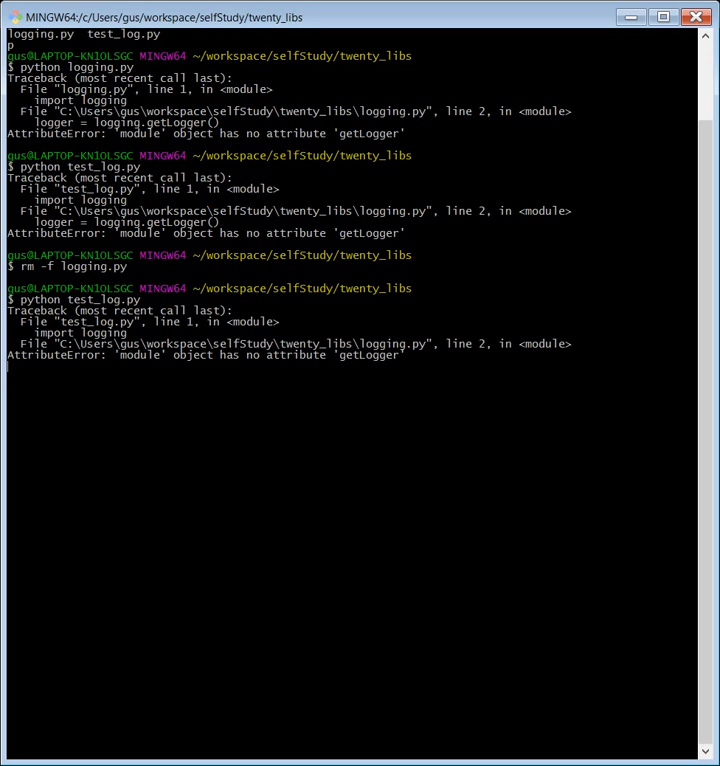 MINGW64:/c/Users/gus/workspace/selfStudy/twenty_libs
logging.py  test_log.py
p
gus@LAPTOP-KN1OLSGC MINGW64 ~/workspace/selfStudy/twenty_libs
$ python logging.py
Traceback (most recent call last):
  File "logging.py", line 1, in <module>
    import logging
  File "C:\Users\gus\workspace\selfStudy\twenty_libs\logging.py", line 2, in <module>
    logger = logging.getLogger()
AttributeError: 'module' object has no attribute 'getLogger'
gus@LAPTOP-KN1OLSGC MINGW64 ~/workspace/selfStudy/twenty_libs
$ python test_log.py
Traceback (most recent call last):
  File "test_log.py", line 1, in <module>
    import logging
  File "C:\Users\gus\workspace\selfStudy\twenty_libs\logging.py", line 2, in <module>
    logger = logging.getLogger()
AttributeError: 'module' object has no attribute 'getLogger'
gus@LAPTOP-KN1OLSGC MINGW64 ~/workspace/selfStudy/twenty_libs
$ rm -f logging.py
gus@LAPTOP-KN1OLSGC MINGW64 ~/workspace/selfStudy/twenty_libs
$ python test_log.py
Traceback (most recent call last):
  File "test_log.py", line 1, in <module>
    import logging
  File "C:\Users\gus\workspace\selfStudy\twenty_libs\logging.py", line 2, in <module>
AttributeError: 'module' object has no attribute 'getLogger'